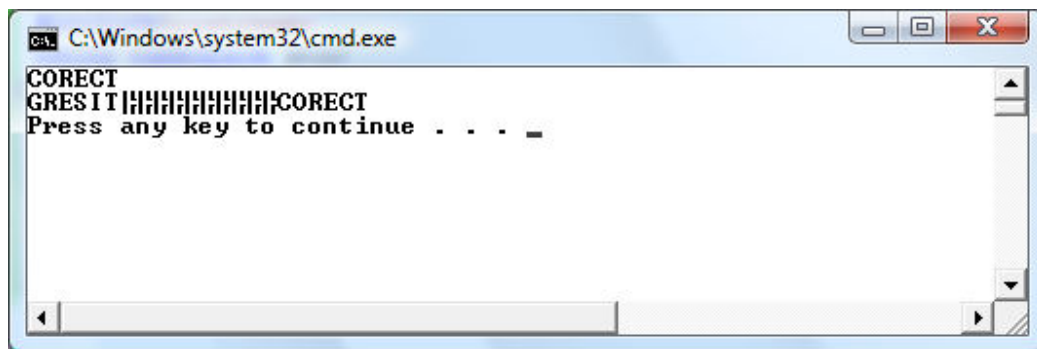 C:\Windows\system32\cmd.exe
CORECT
GRESIT╠╠╠╠╠╠╠╠╠╠CORECT
Press any key to continue . . . _